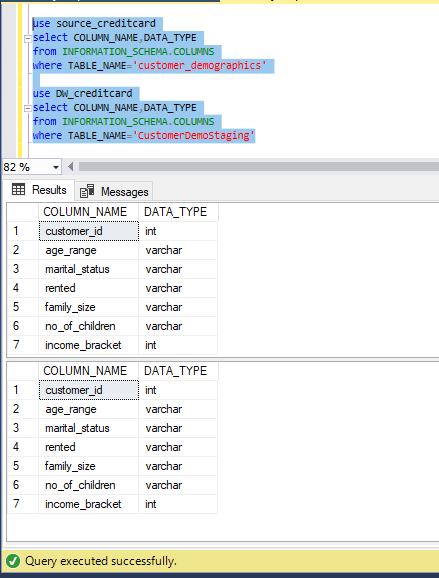 use source_creditcard
select COLUMN_NAME,DATA_TYPE
from INFORMATION_SCHEMA.COLUMNS
where TABLE_NAME='customer_demographics'
use DW_creditcard
select COLUMN_NAME,DATA_TYPE
from INFORMATION_SCHEMA.COLUMNS
where TABLE_NAME='CustomerDemoStaging'
82 %
Results Messages
COLUMN_NAME DATA_TYPE
1 customer_id int
2 age_range varchar
3 marital_status varchar
4 rented varchar
5 family_size varchar
6 no_of_children varchar
7 income_bracket int
COLUMN_NAME DATA_TYPE
1 customer_id int
2 age_range varchar
3 marital_status varchar
4 rented varchar
5 family_size varchar
6 no_of_children varchar
7 income_bracket int
Query executed successfully.